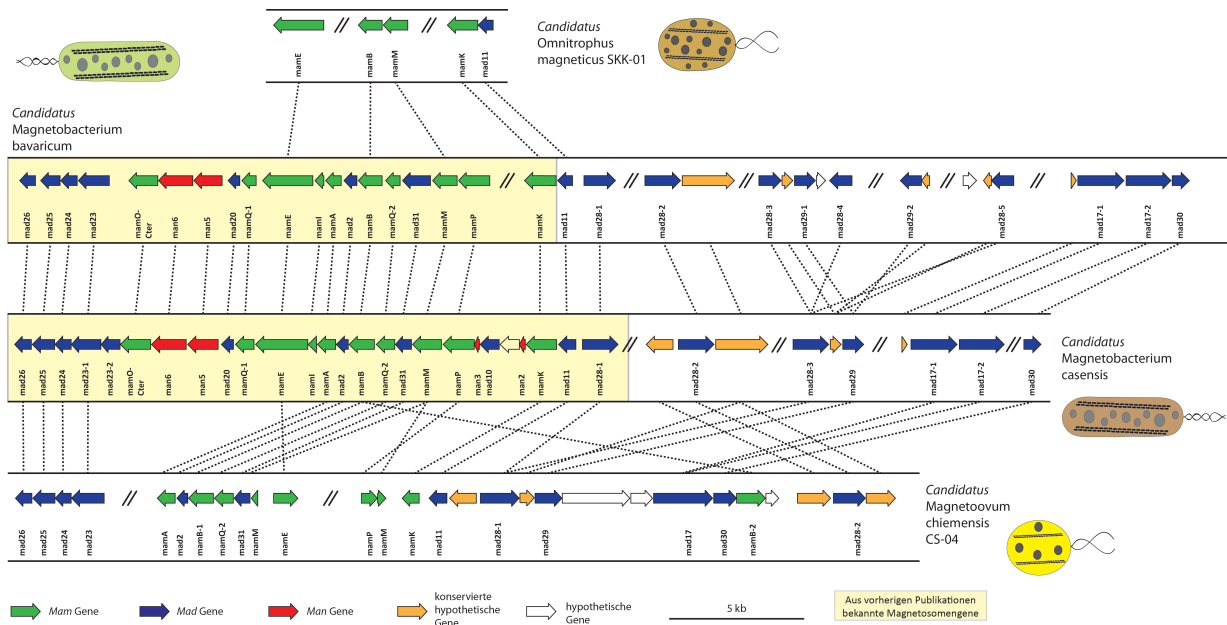 Candidatus
Omnitrophus
magneticus SKK-01
mamE
mamB
mamM
mamK
mad11
Candidatus
Magnetobacterium
bavaricum
mad26
mad25
mad24
mad23
mamO-
Cter
man6
man5
mad20
mamQ-1
mamE
mamI
mamA
mad2
mamB
mamQ-2
mad31
mamM
mamP
mamK
mad11
mad28-1
mad28-2
mad28-3
mad29-1
mad28-4
mad29-2
mad28-5
mad17-1
mad17-2
mad30
mad26
mad25
mad24
mad23-1
mad23-2
mamO-
Cter
man6
man5
mad20
mamQ-1
mamE
mamI
mamA
mad2
mamB
mamQ-2
mad31
mamM
mamP
man3
mad10
man2
mamK
mad11
mad28-1
mad28-2
mad28-3
mad29
mad17-1
mad17-2
mad30
Candidatus
Magnetobacterium
casensis
mad26
mad25
mad24
mad23
mamA
mad2
mamB-1
mamQ-2
mad31
mamM
mamE
mamP
mamM
mamK
mad11
mad28-1
mad29
mad17
mad30
mamB-2
mad28-2
Candidatus
Magnetoovum
chiemensis
CS-04
Mam Gene
Mad Gene
Man Gene
konservierte
hypothetische
Gene
hypothetische
Gene
5 kb
Aus vorherigen Publikationen
bekannte Magnetosomengene